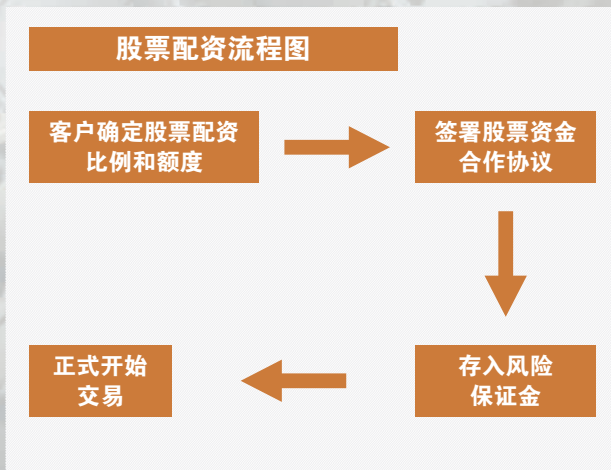 股票配资流程图
客户确定股票配资
比例和额度
签署股票资金
合作协议
存入风险
保证金
正式开始
交易